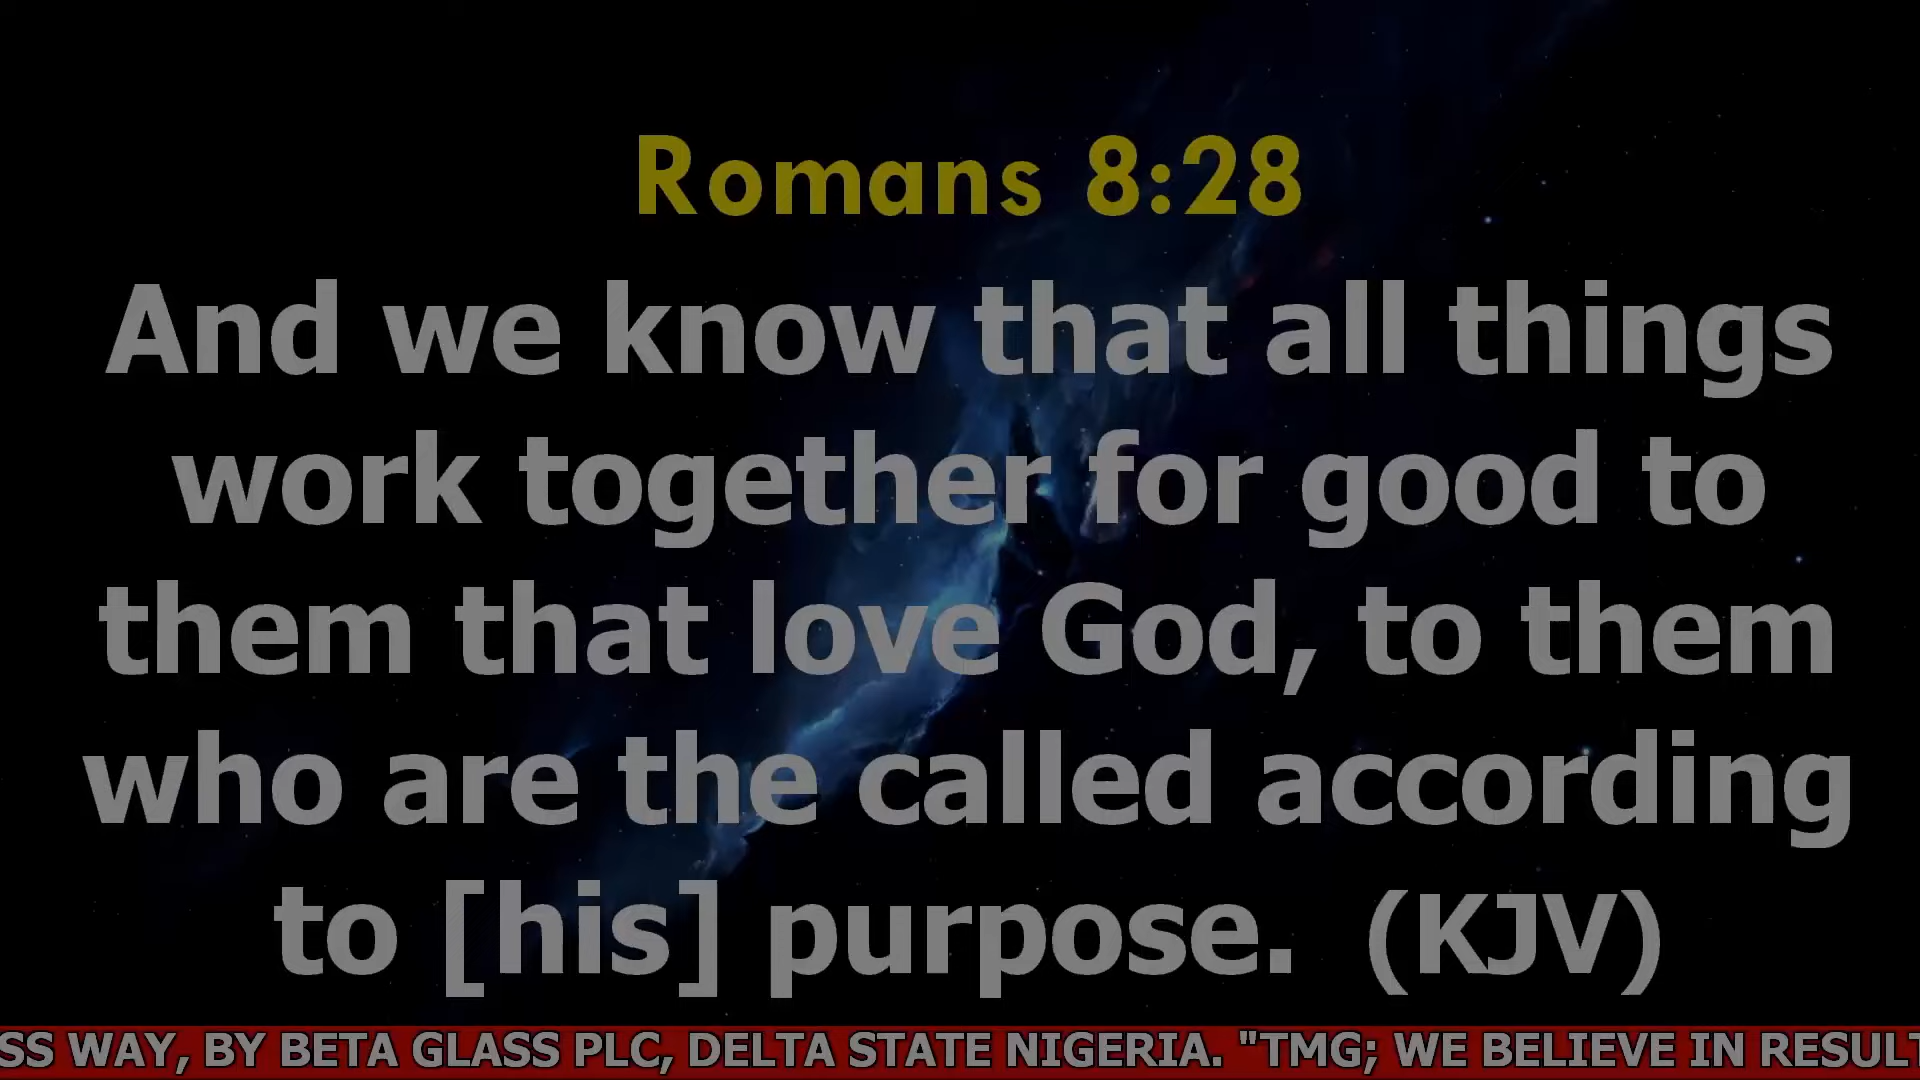 Romans 8:28
And we know that all things
work together for good to
them that love God, to them
who are the called according
to [his] purpose. (KJV)
SS WAY, BY BETA GLASS PLC, DELTA STATE NIGERIA. "TMG; WE BELIEVE IN RESULT